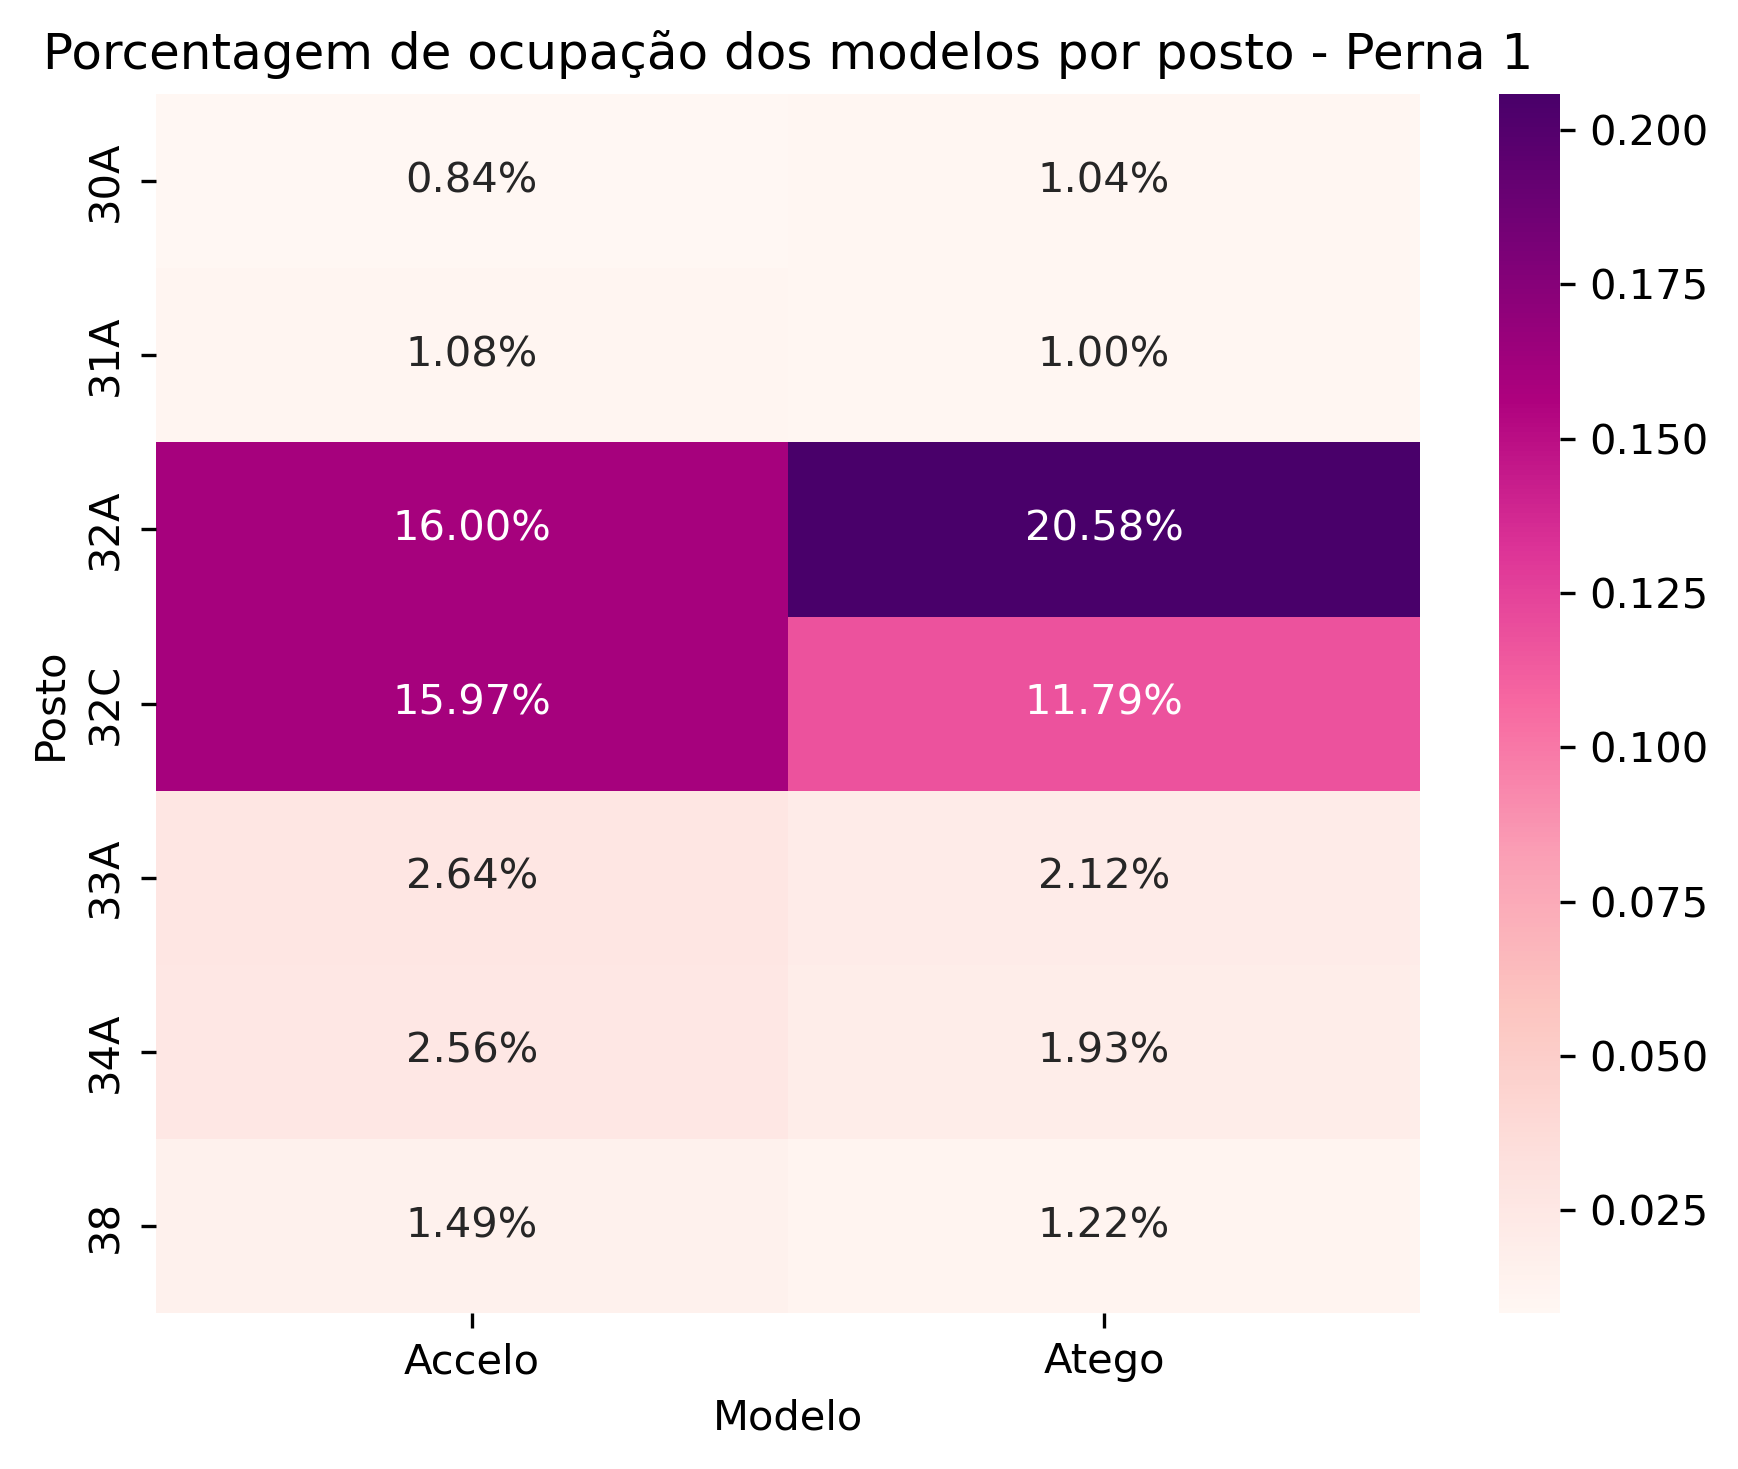 Porcentagem de ocupação dos modelos por posto - Perna 1
Posto
30A
0.84%
1.04%
31A
1.08%
1.00%
32A
16.00%
20.58%
32C
15.97%
11.79%
33A
2.64%
2.12%
34A
2.56%
1.93%
38
1.49%
1.22%
Accelo
Atego
Modelo
0.200
0.175
0.150
0.125
0.100
0.075
0.050
0.025